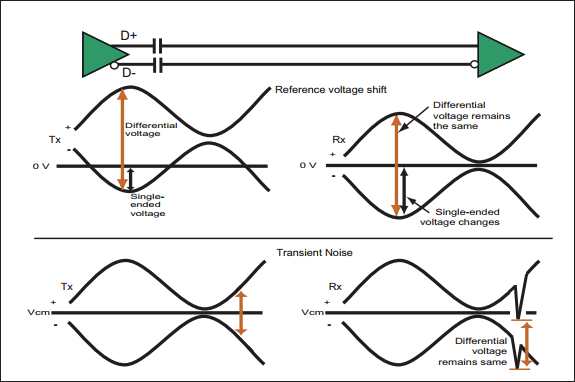 D+
D-
Reference voltage shift
+
Tx
-
Differential
voltage
0 V
Single-
ended
voltage
Rx
+
0 V
-
Differential
voltage remains
the same
Single-ended
voltage changes
Transient Noise
Tx
+
Vcm
-
Rx
+
Vcm
-
Differential
voltage
remains same